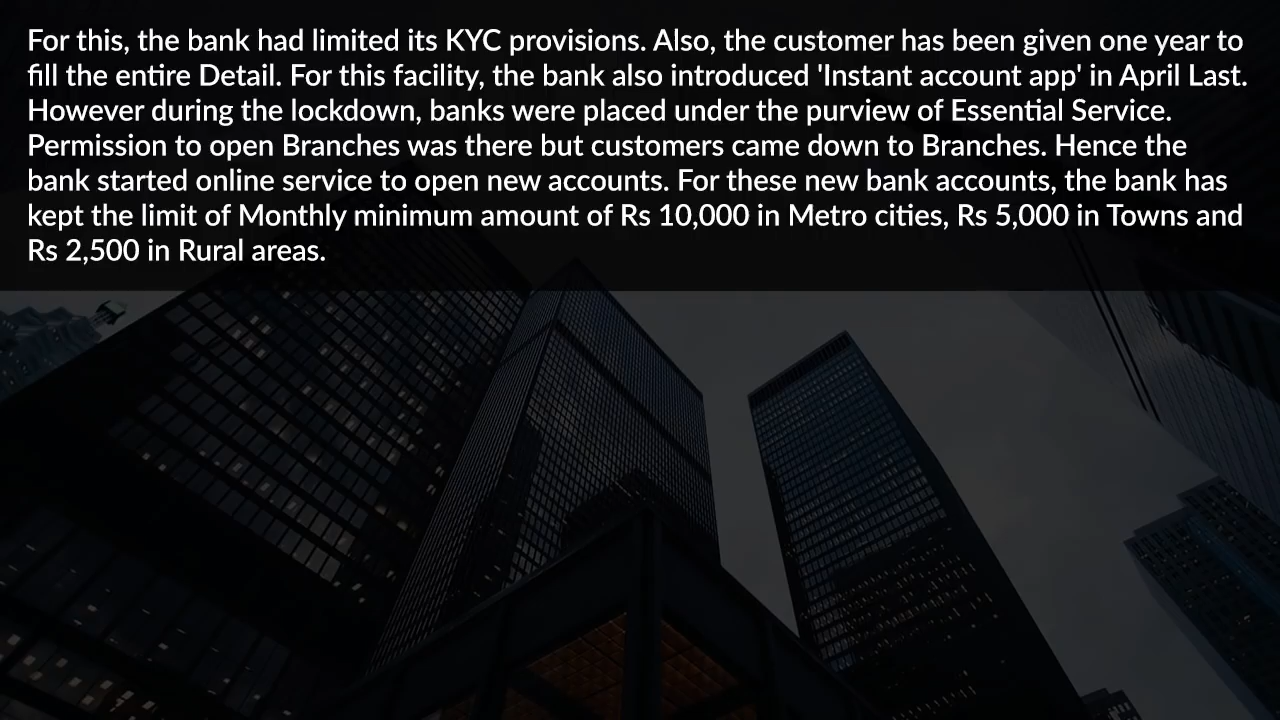 For this, the bank had limited its KYC provisions. Also, the customer has been given one year to
fill the entire Detail. For this facility, the bank also introduced 'Instant account app' in April Last.
However during the lockdown, banks were placed under the purview of Essential Service.
Permission to open Branches was there but customers came down to Branches. Hence the
bank started online service to open new accounts. For these new bank accounts, the bank has
kept the limit of Monthly minimum amount of Rs 10,000 in Metro cities, Rs 5,000 in Towns and
Rs 2,500 in Rural areas.